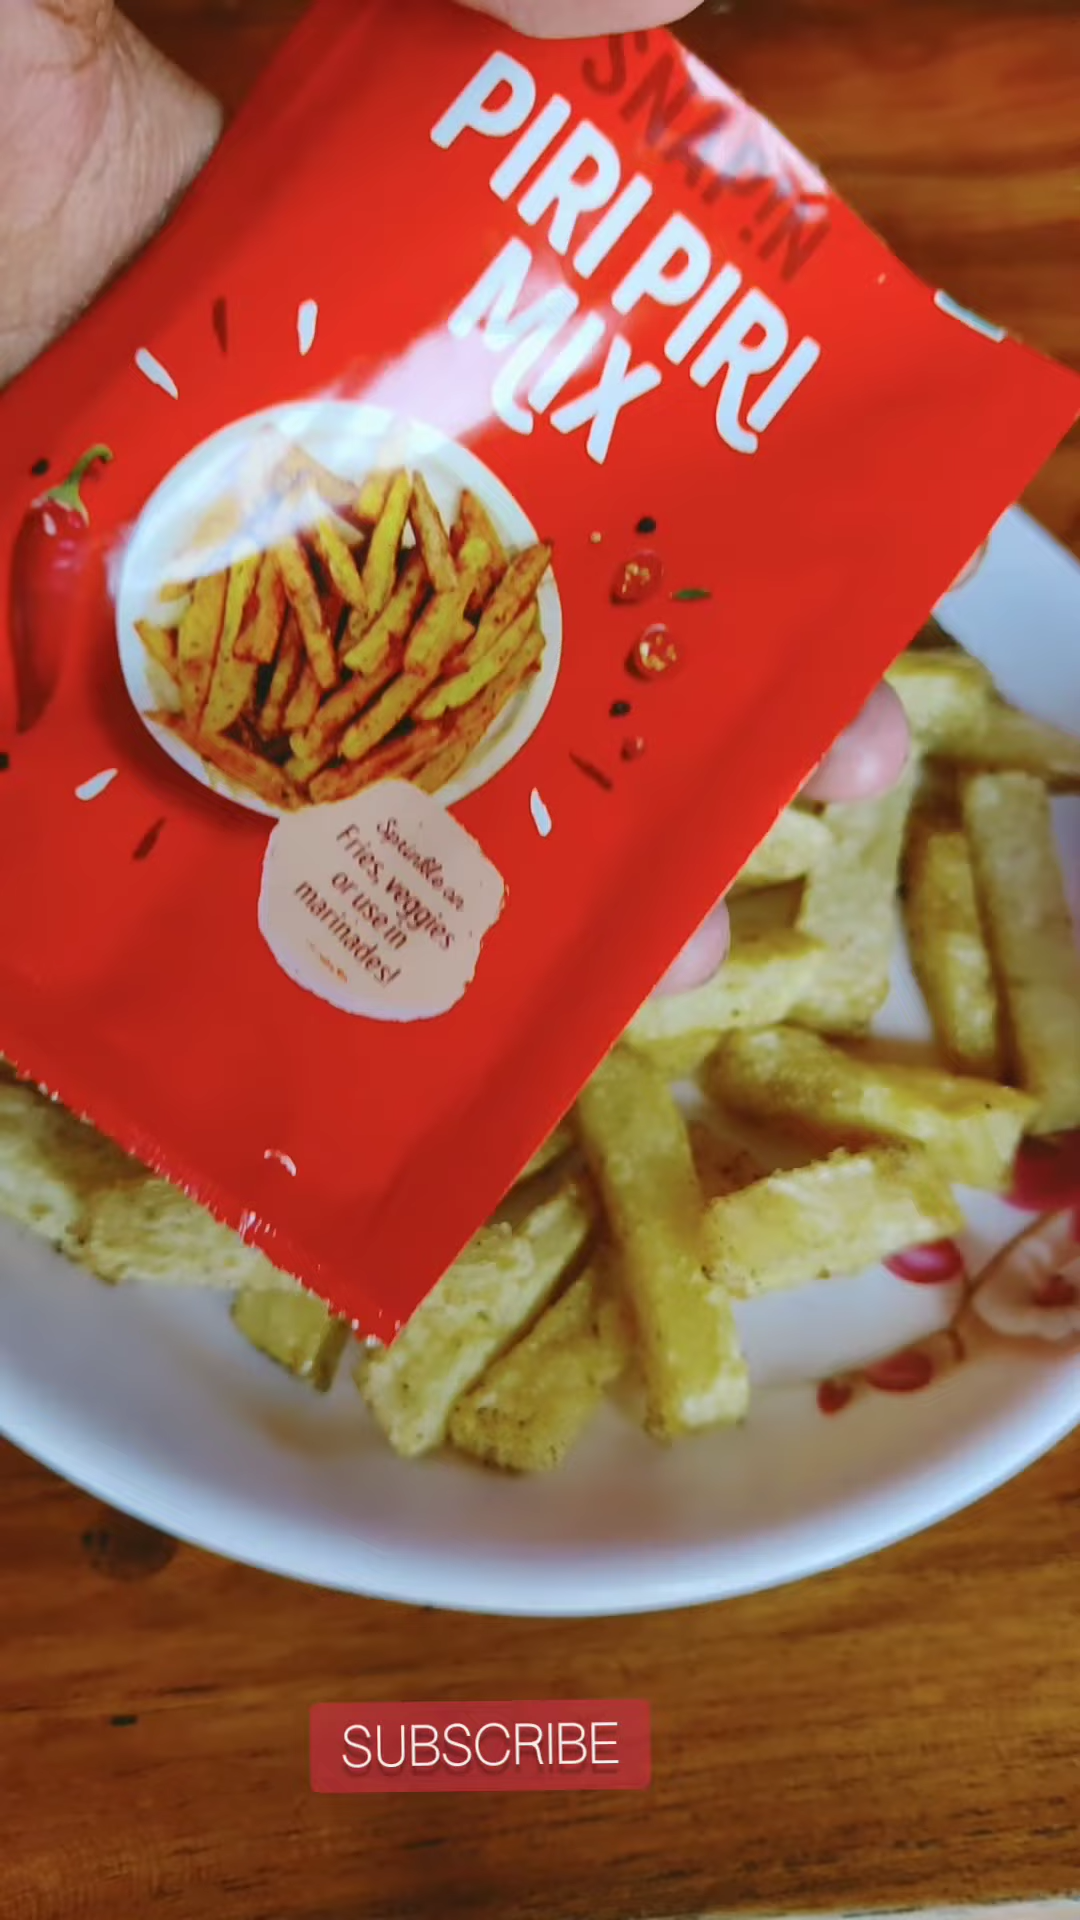 SNAPIN
PIRI PIRI
MIX
Sprinkle on
Fries, veggies
or use in
marinades!
SUBSCRIBE